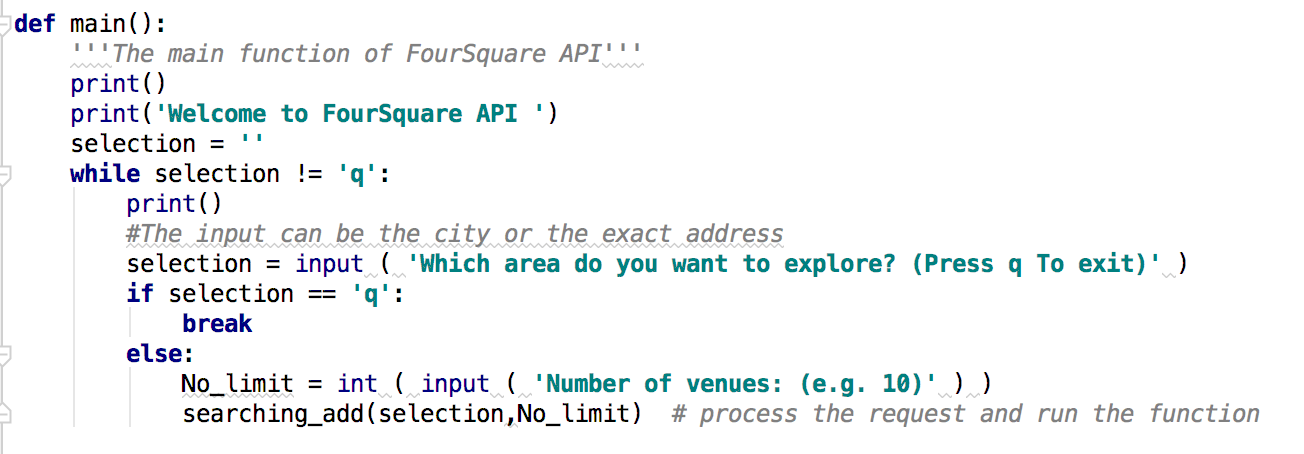 def main():
    '''The main function of FourSquare API'''
    print()
    print('Welcome to FourSquare API ')
    selection = ''
    while selection != 'q':
        print()
        #The input can be the city or the exact address
        selection = input ( 'Which area do you want to explore? (Press q To exit)' )
        if selection == 'q':
            break
        else:
            No_limit = int ( input ( 'Number of venues: (e.g. 10)' ) )
            searching_add(selection,No_limit)  # process the request and run the function